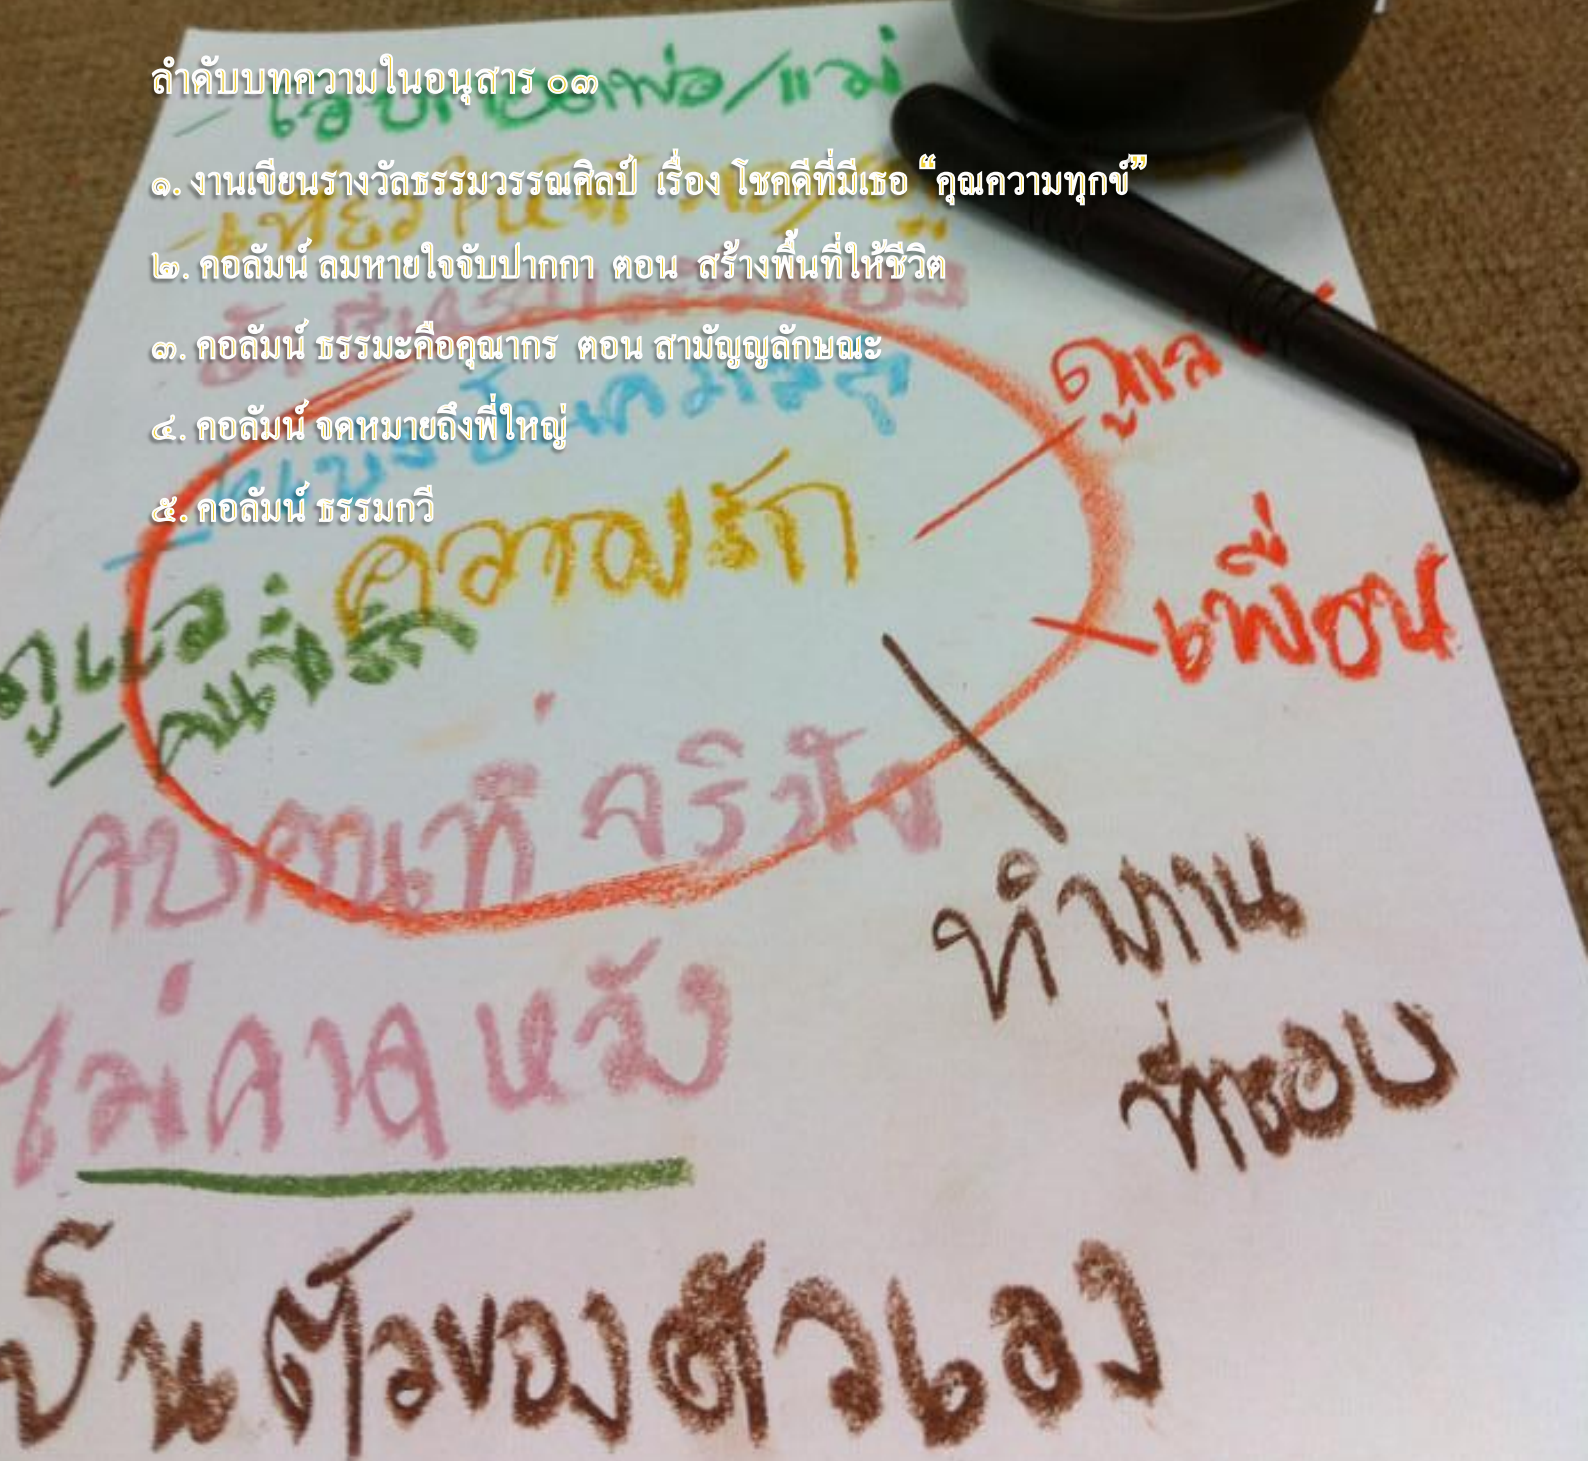 ลำดับบทความในอนุสาร ๐๓
พ่อ/แม่
๑. งานเขียนรางวัลธรรมวรรณศิลป์ เรื่อง โชคดีที่มีเธอ “คุณความทุกข์”
๒. คอลัมน์ ลมหายใจจับปากกา ตอน สร้างพื้นที่ให้ชีวิต
๓. คอลัมน์ ธรรมะคือคุณากร ตอน สามัญญลักษณะ
ดูแล
๔. คอลัมน์ จดหมายถึงพี่ใหญ่
๕. คอลัมน์ ธรรมกวี
ความรัก
เพื่อน
ดูแล
คนที่รัก
คบคนที่จริงใจ
ทำงาน
ที่ชอบ
ไม่คาดหวัง
ป็นตัวของตัวเอง